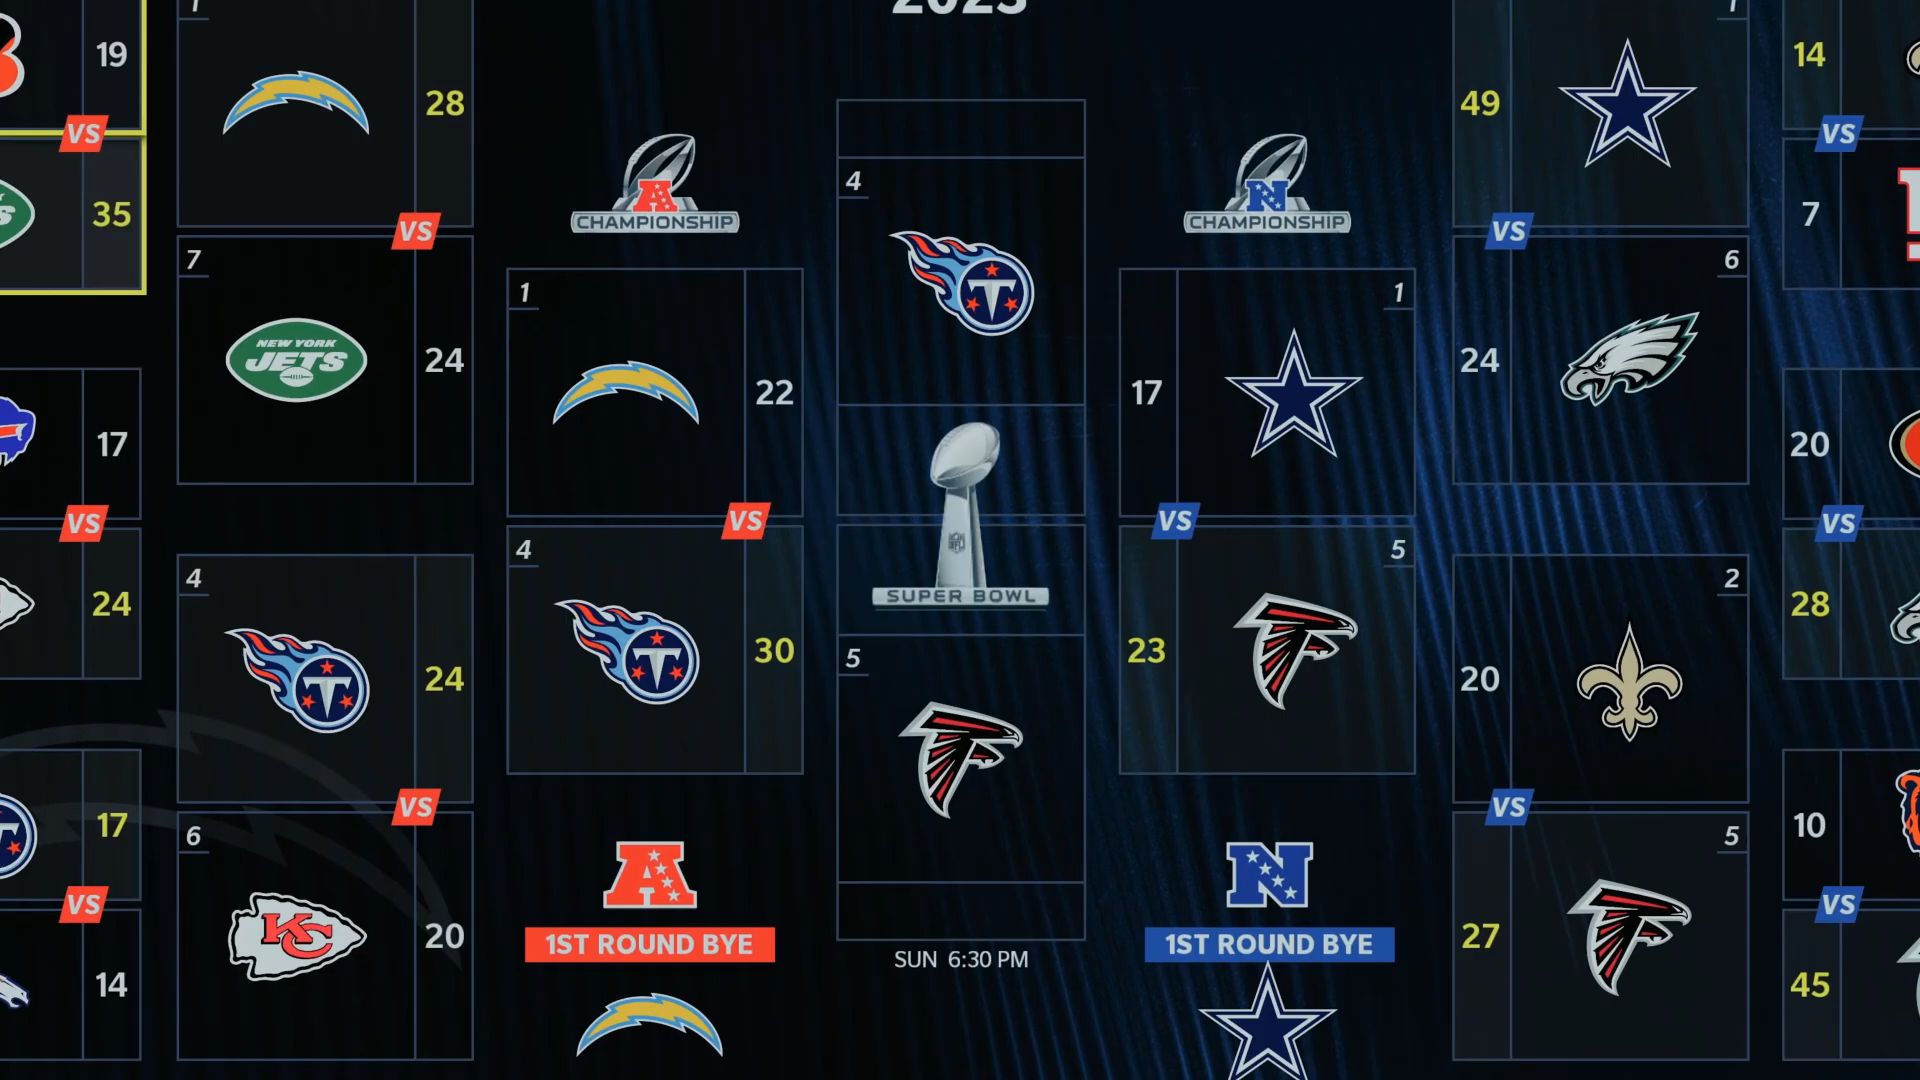 19
VS
35
17
VS
24
17
VS
14
28
VS
7
NEW YORK
JETS
24
4
24
VS
6
KC
20
A
CHAMPIONSHIP
1
22
VS
4
T
30
A
1ST ROUND BYE
4
T
NFL
SUPER BOWL
5
SUN 6:30 PM
N
CHAMPIONSHIP
1
17
VS
5
23
N
1ST ROUND BYE
49
VS
6
24
2
20
VS
5
27
14
VS
7
20
VS
28
10
VS
45